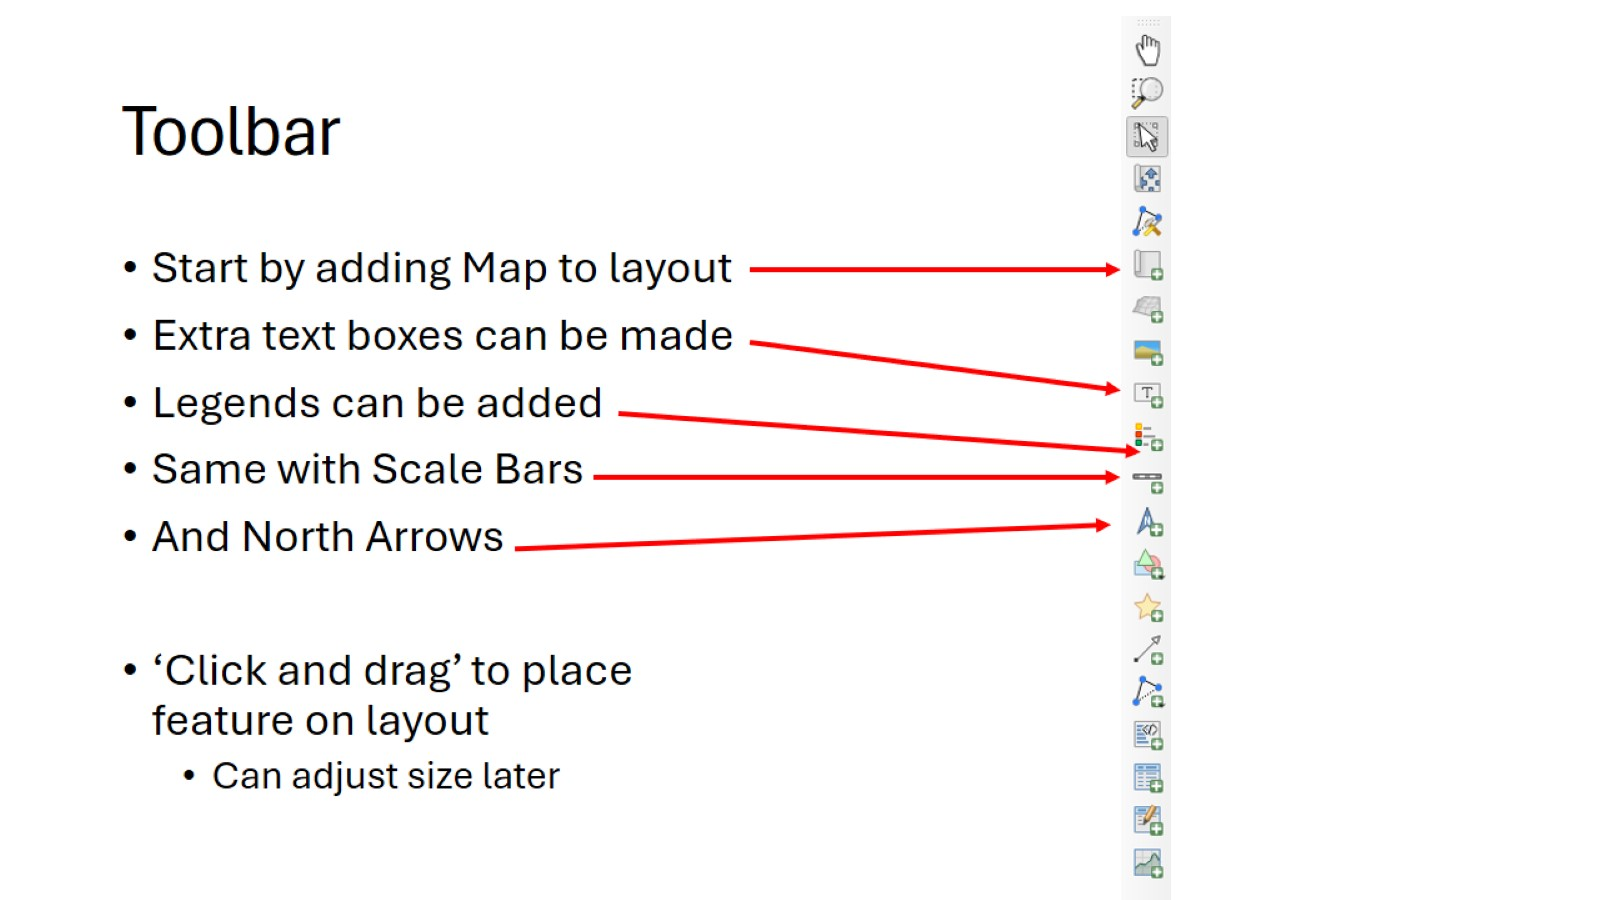 Toolbar
• Start by adding Map to layout
• Extra text boxes can be made
• Legends can be added
• Same with Scale Bars
• And North Arrows
• ‘Click and drag’ to place
feature on layout
• Can adjust size later